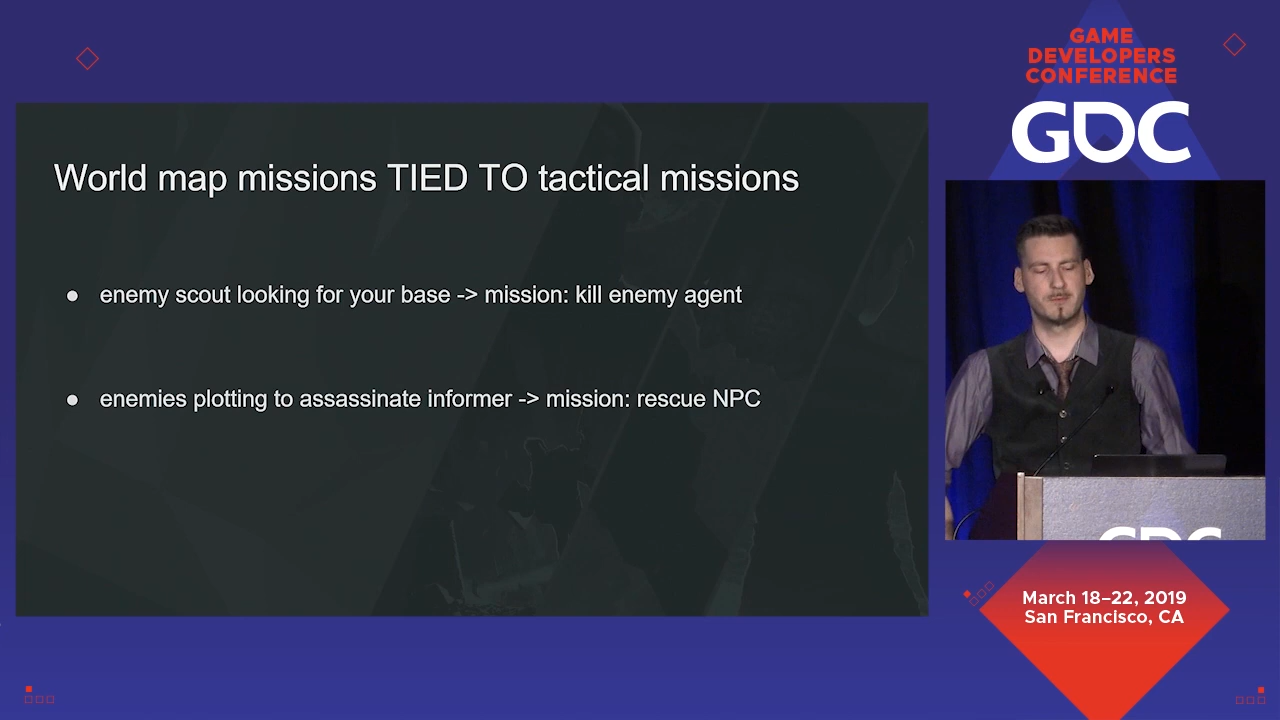 GAME
DEVELOPERS
CONFERENCE
GDC
World map missions TIED TO tactical missions
● enemy scout looking for your base -> mission: kill enemy agent
● enemies plotting to assassinate informer -> mission: rescue NPC
GDC
March 18–22, 2019
San Francisco, CA